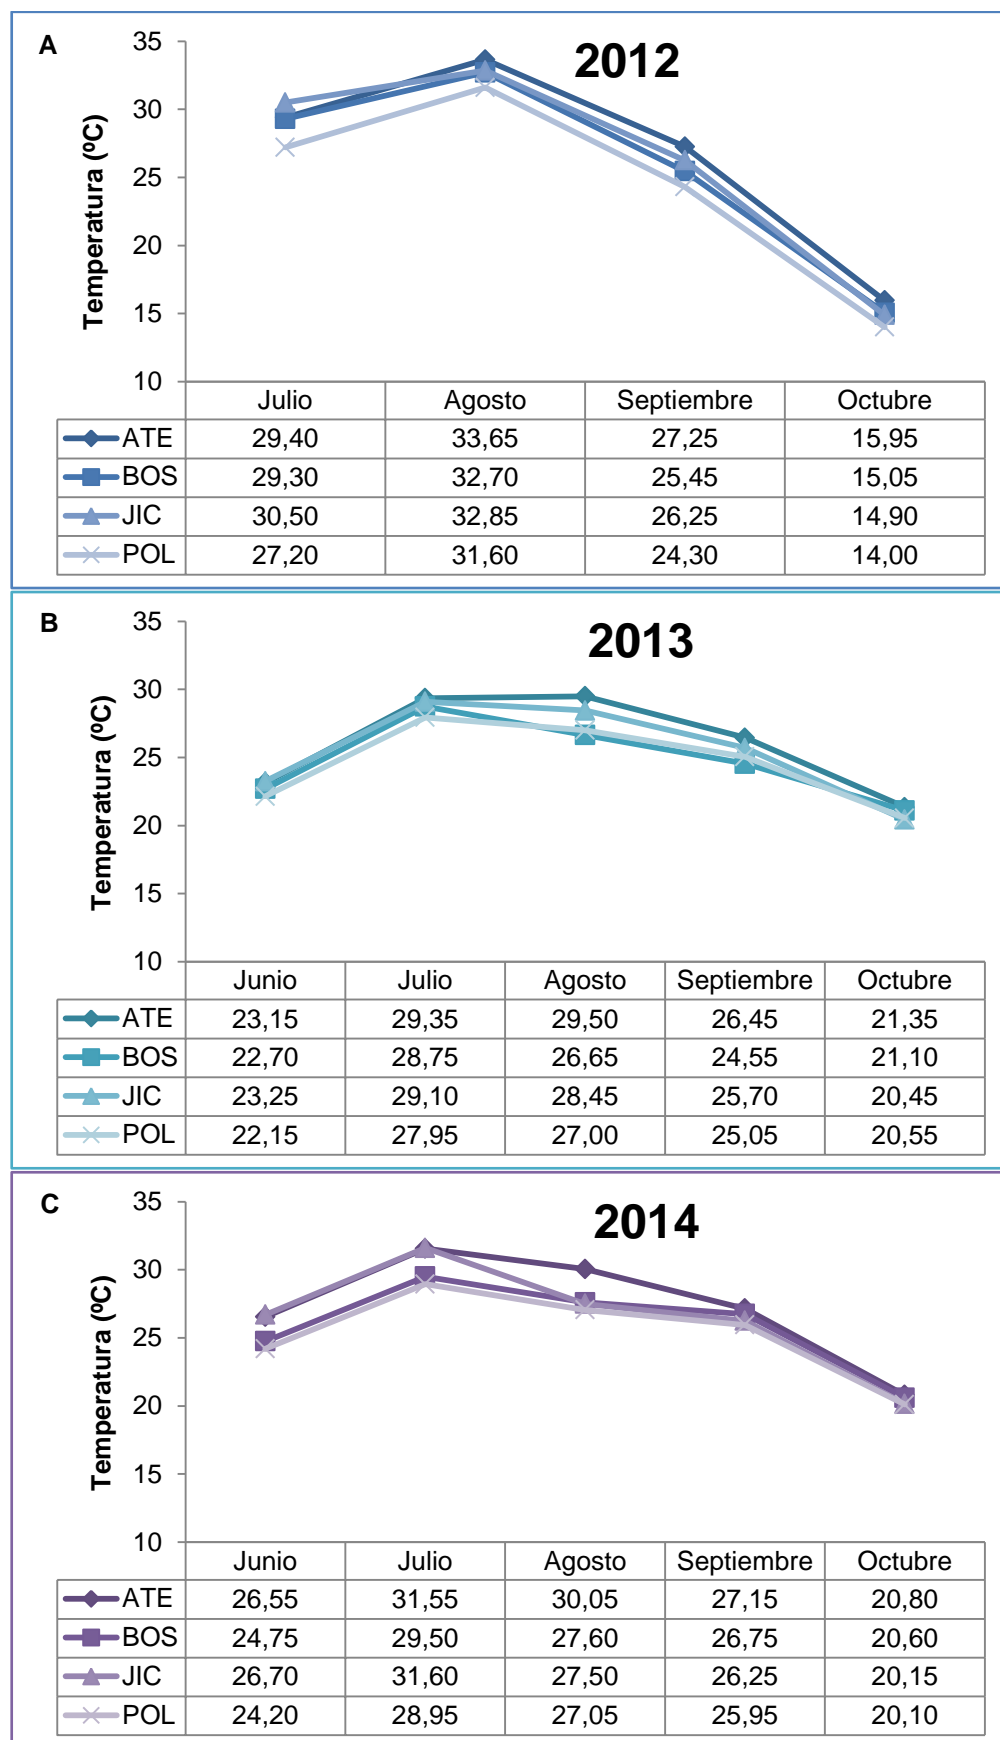 A
2012
35
30
25
20
15
10
Temperatura (ºC)
Julio Agosto Septiembre Octubre
ATE 29,40 33,65 27,25 15,95
BOS 29,30 32,70 25,45 15,05
JIC 30,50 32,85 26,25 14,90
POL 27,20 31,60 24,30 14,00
B
2013
35
30
25
20
15
10
Temperatura (ºC)
Junio Julio Agosto Septiembre Octubre
ATE 23,15 29,35 29,50 26,45 21,35
BOS 22,70 28,75 26,65 24,55 21,10
JIC 23,25 29,10 28,45 25,70 20,45
POL 22,15 27,95 27,00 25,05 20,55
C
2014
35
30
25
20
15
10
Temperatura (ºC)
Junio Julio Agosto Septiembre Octubre
ATE 26,55 31,55 30,05 27,15 20,80
BOS 24,75 29,50 27,60 26,75 20,60
JIC 26,70 31,60 27,50 26,25 20,15
POL 24,20 28,95 27,05 25,95 20,10